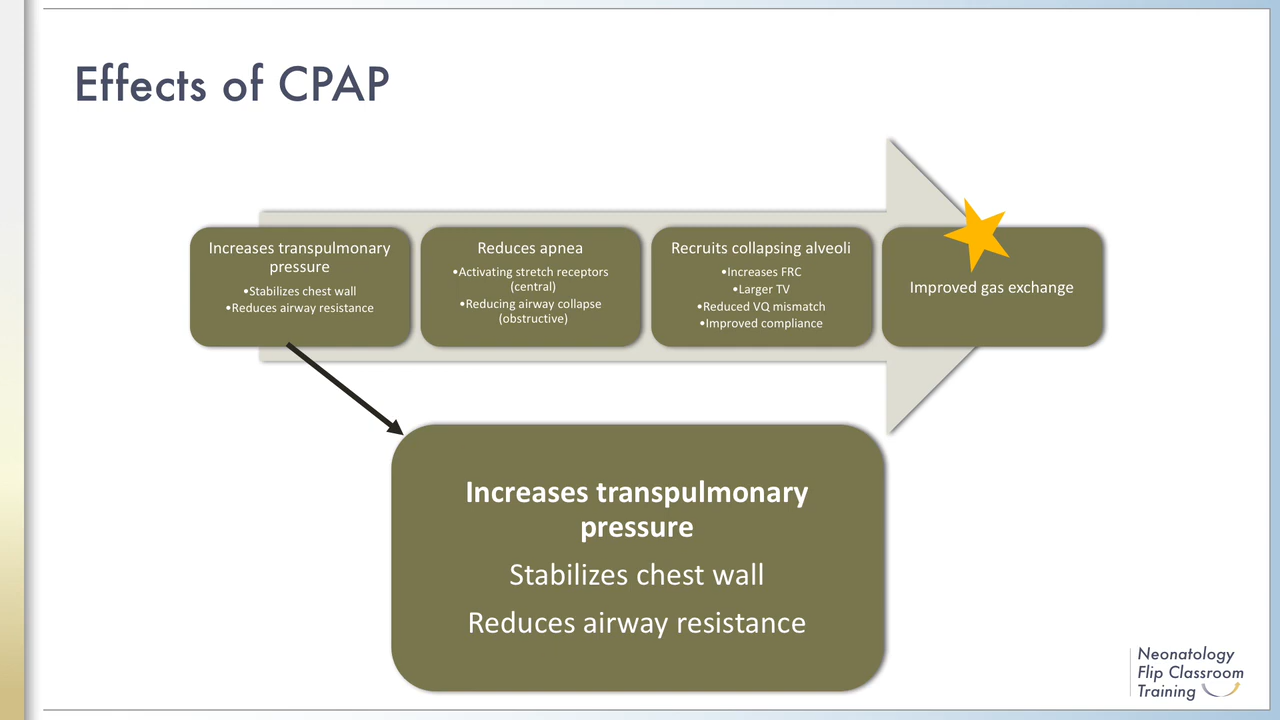 Effects of CPAP
Increases transpulmonary
pressure
•Stabilizes chest wall
•Reduces airway resistance
Reduces apnea
•Activating stretch receptors
(central)
•Reducing airway collapse
(obstructive)
Recruits collapsing alveoli
•Increases FRC
•Larger TV
•Reduced VQ mismatch
•Improved compliance
Improved gas exchange
Increases transpulmonary
pressure
Stabilizes chest wall
Reduces airway resistance
Neonatology
Flip Classroom
Training